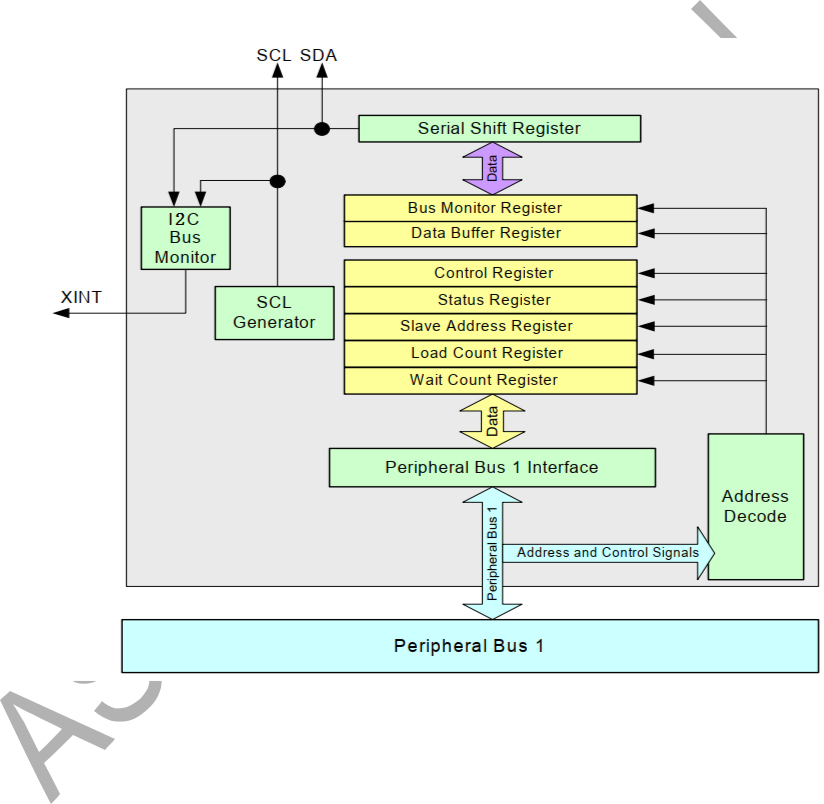 SCL SDA
Serial Shift Register
Data
Bus Monitor Register
Data Buffer Register
I2C
Bus
Monitor
Control Register
Status Register
Slave Address Register
Load Count Register
Wait Count Register
XINT
SCL
Generator
Data
Peripheral Bus 1 Interface
Address
Decode
Peripheral Bus 1
Address and Control Signals
Peripheral Bus 1